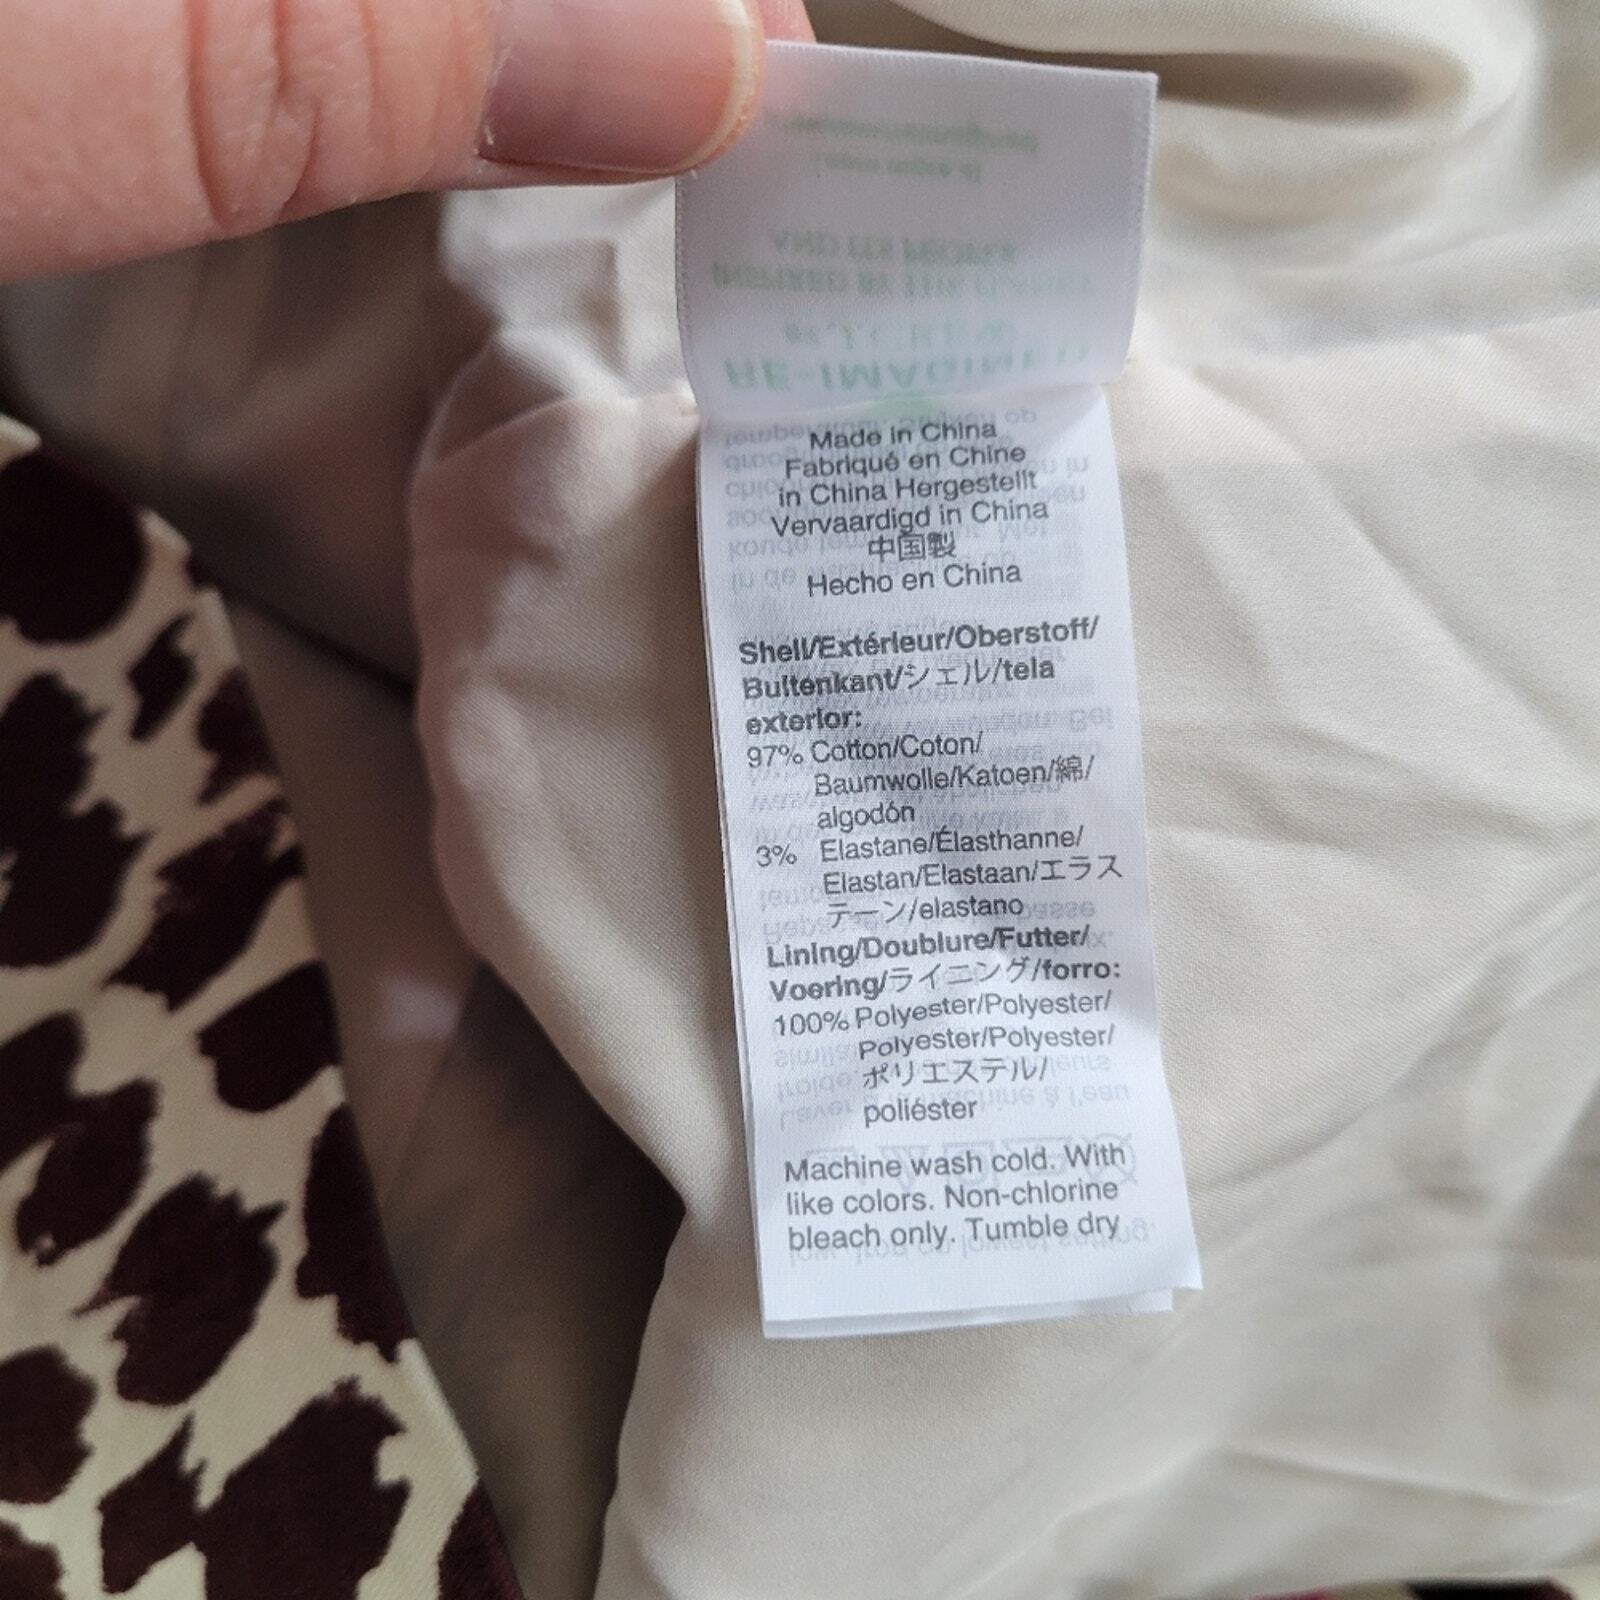 Made in China
Fabriqué en Chine
in China Hergestellt
Vervaardigd in China
中国製
Hecho en China
Shell/Extérieur/Oberstoff/
Buitenkant/シェル/tela
exterior:
97% Cotton/Coton/
Baumwolle/Katoen/綿/
algodón
3% Elastane/Élasthanne/
Elastan/Elastaan/エラス
テーン/elastano
Lining/Doublure/Futter/
Voering/ライニング/forro:
100% Polyester/Polyester/
Polyester/Polyester/
ポリエステル/
poliéster
Machine wash cold. With
like colors. Non-chlorine
bleach only. Tumble dry